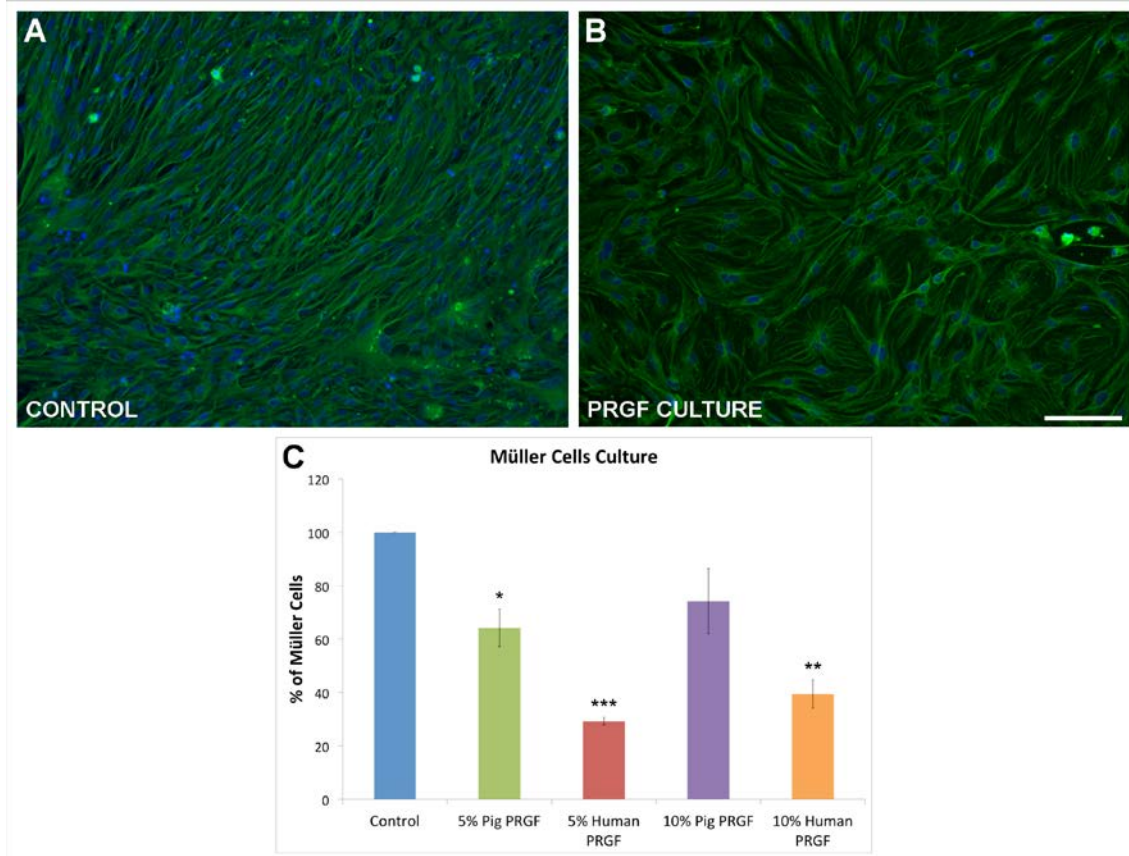 A
B
CONTROL
PRGF CULTURE
C
Müller Cells Culture
% of Müller Cells
120
100
80
60
40
20
0
*
***
**
Control
5% Pig PRGF
5% Human
PRGF
10% Pig PRGF
10% Human
PRGF